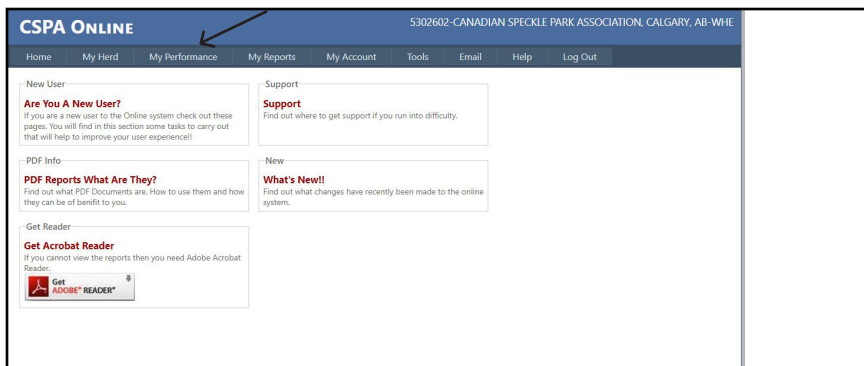 CSPA ONLINE
5302602-CANADIAN SPECKLE PARK ASSOCIATION, CALGARY, AB-WHE
Home My Herd My Performance My Reports My Account Tools Email Help Log Out
New User
Are You A New User?
If you are a new user to the Online system check out these
pages. You will find in this section some tasks to carry out
that will help to improve your user experience!!
Support
Support
Find out where to get support if you run into difficulty.
PDF Info
PDF Reports What Are They?
Find out what PDF Documents are, How to use them and how
they can be of benifit to you.
New
What's New!!
Find out what changes have recently been made to the online
system.
Get Reader
Get Acrobat Reader
If you cannot view the reports then you need Adobe Acrobat
Reader.
Get
ADOBE® READER®